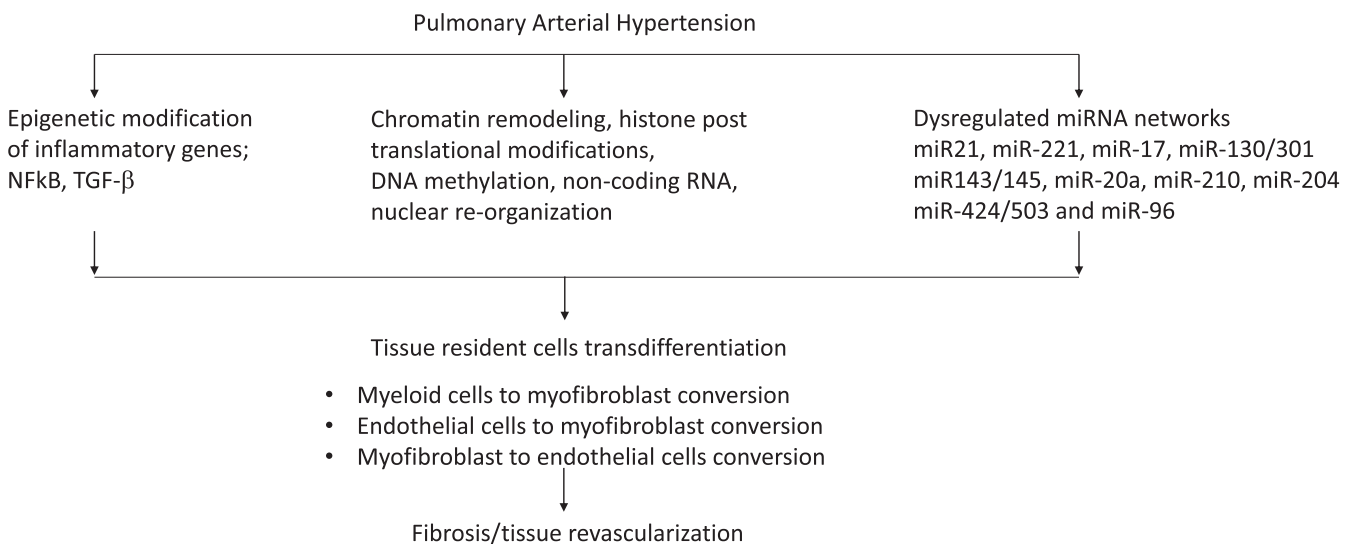 Pulmonary Arterial Hypertension
Epigenetic modification
of inflammatory genes;
NFkB, TGF-β
Chromatin remodeling, histone post
translational modifications,
DNA methylation, non-coding RNA,
nuclear re-organization
Dysregulated miRNA networks
miR21, miR-221, miR-17, miR-130/301
miR143/145, miR-20a, miR-210, miR-204
miR-424/503 and miR-96
Tissue resident cells transdifferentiation
• Myeloid cells to myofibroblast conversion
• Endothelial cells to myofibroblast conversion
• Myofibroblast to endothelial cells conversion
Fibrosis/tissue revascularization